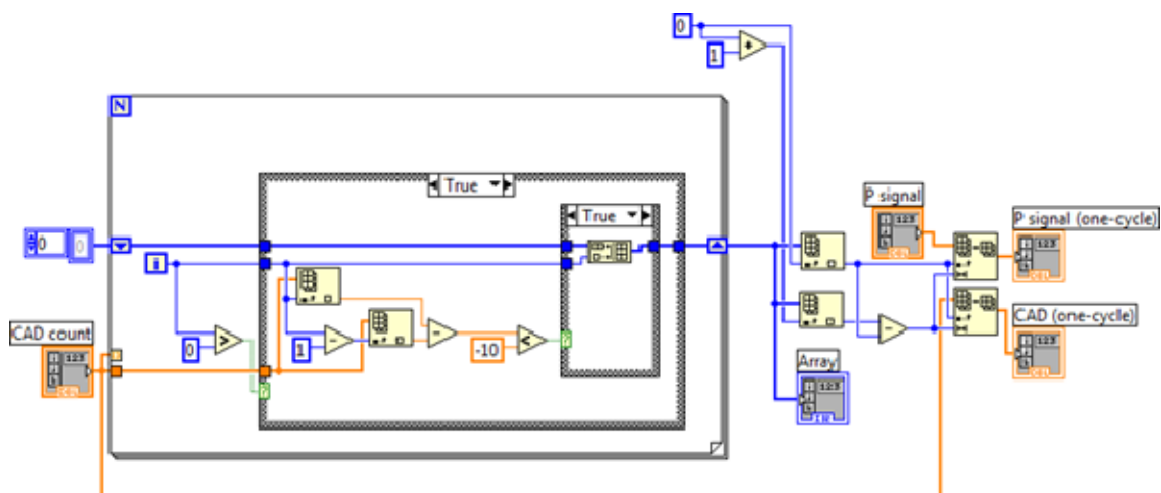 0
1
N
True
True
P signal
P signal (one-cycle)
0
0
i
CAD count
0
1
-10
CAD (one-cyclle)
Array